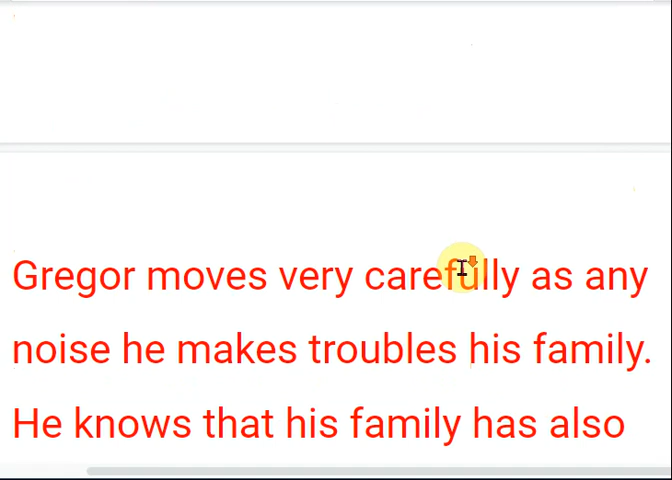 Gregor moves very carefully as any
noise he makes troubles his family.
He knows that his family has also